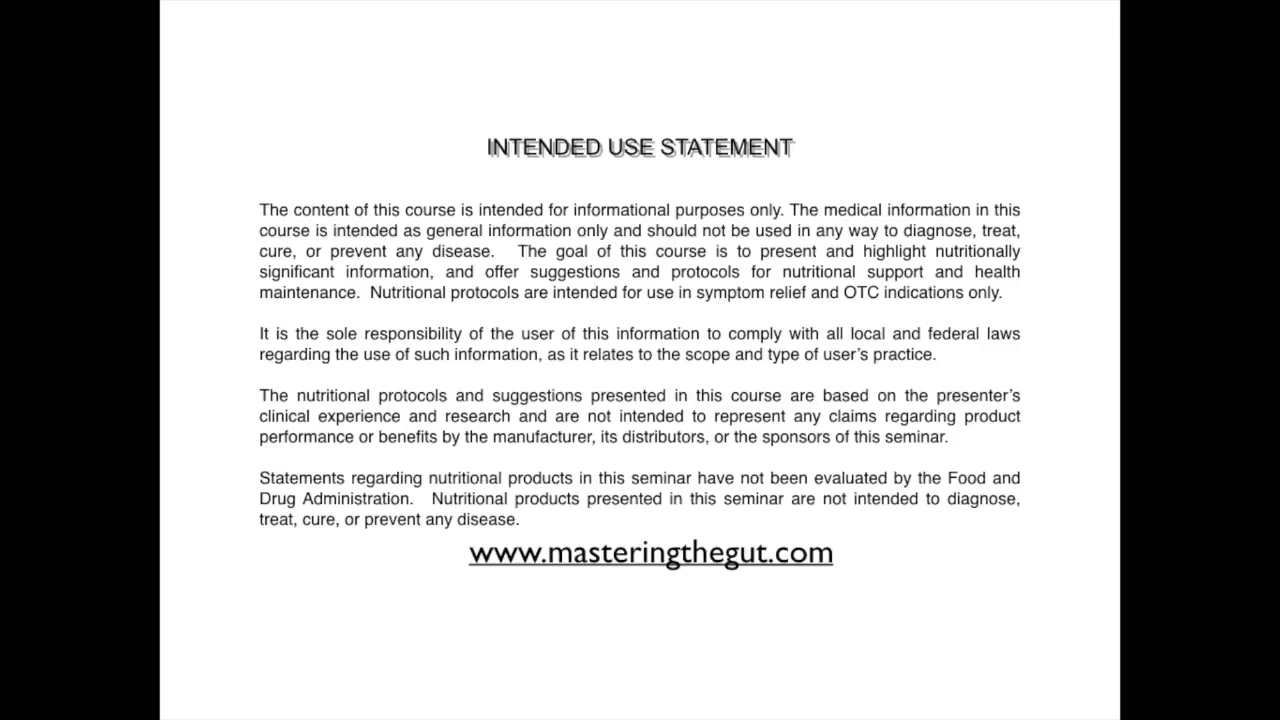 INTENDED USE STATEMENT
The content of this course is intended for informational purposes only. The medical information in this
course is intended as general information only and should not be used in any way to diagnose, treat,
cure, or prevent any disease. The goal of this course is to present and highlight nutritionally
significant information, and offer suggestions and protocols for nutritional support and health
maintenance. Nutritional protocols are intended for use in symptom relief and OTC indications only.
It is the sole responsibility of the user of this information to comply with all local and federal laws
regarding the use of such information, as it relates to the scope and type of user’s practice.
The nutritional protocols and suggestions presented in this course are based on the presenter’s
clinical experience and research and are not intended to represent any claims regarding product
performance or benefits by the manufacturer, its distributors, or the sponsors of this seminar.
Statements regarding nutritional products in this seminar have not been evaluated by the Food and
Drug Administration. Nutritional products presented in this seminar are not intended to diagnose,
treat, cure, or prevent any disease.
www.masteringthegut.com